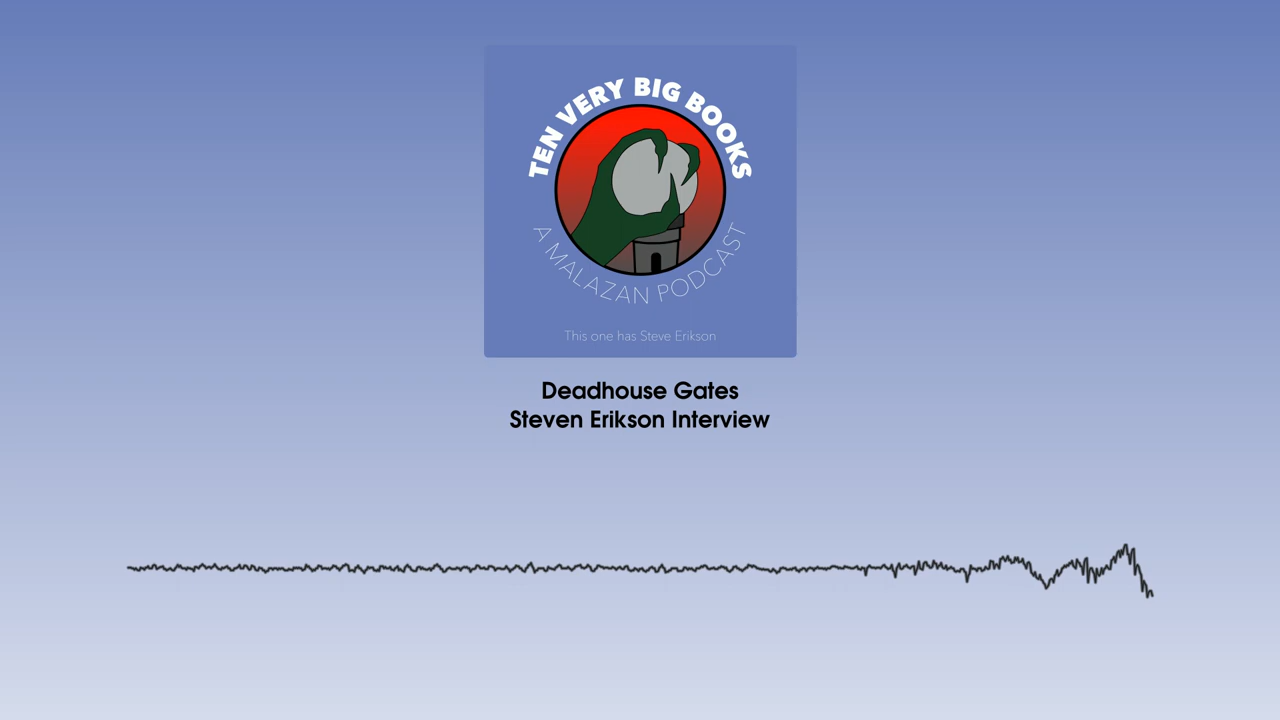 TEN VERY BIG BOOKS
A MALAZAN PODCAST
This one has Steve Erikson
Deadhouse Gates
Steven Erikson Interview